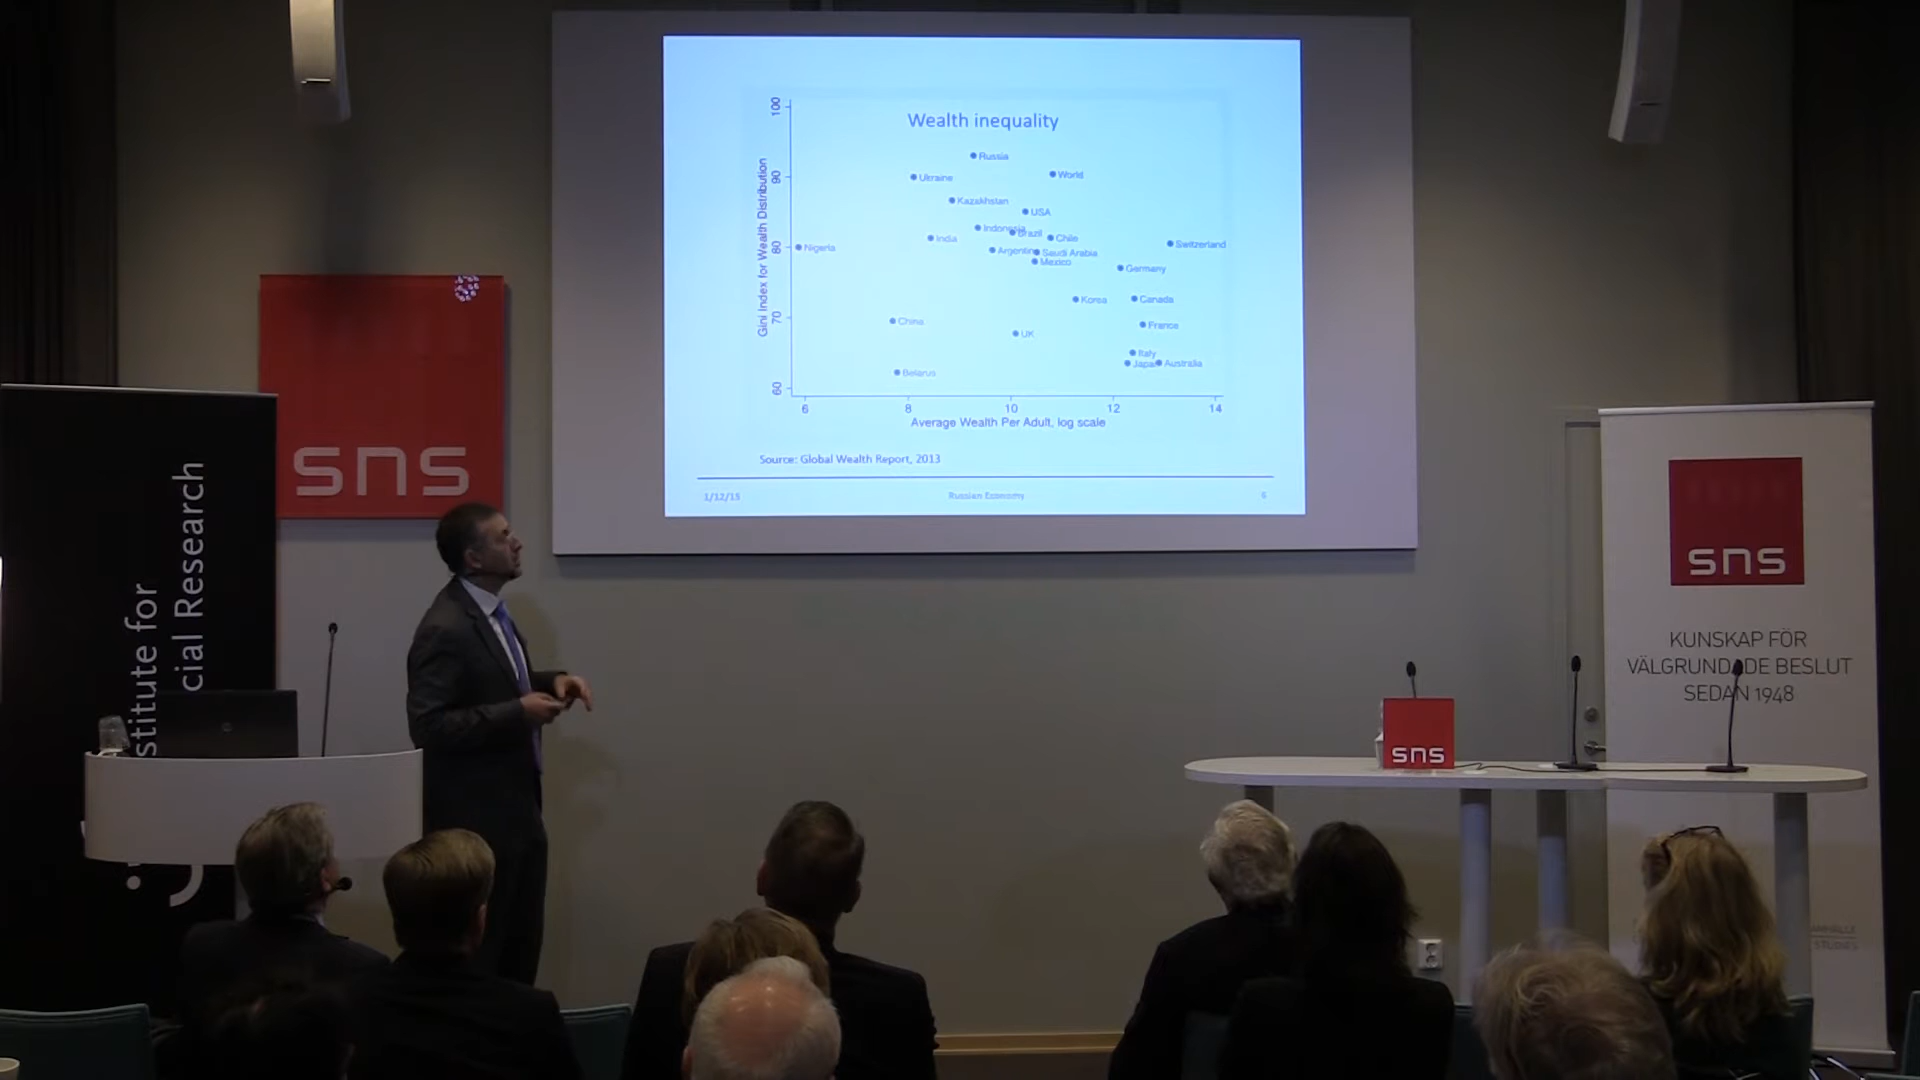 Wealth inequality
Gini Index for Wealth Distribution
100
90
80
70
60
Russia
World
Ukraine
Kazakhstan
USA
Indonesia
Brazil
India
Chile
Nigeria
Argentina
Saudi Arabia
Mexico
Switzerland
Germany
Korea
Canada
China
France
UK
Italy
Japan
Australia
Belarus
6
8
10
12
14
Average Wealth Per Adult, log scale
Source: Global Wealth Report, 2013
1/12/15
Russian Economy
6
sns
stitute for
cial Research
sns
KUNSKAP FÖR
VÄLGRUNDADE BESLUT
SEDAN 1948
sns
STUDIES